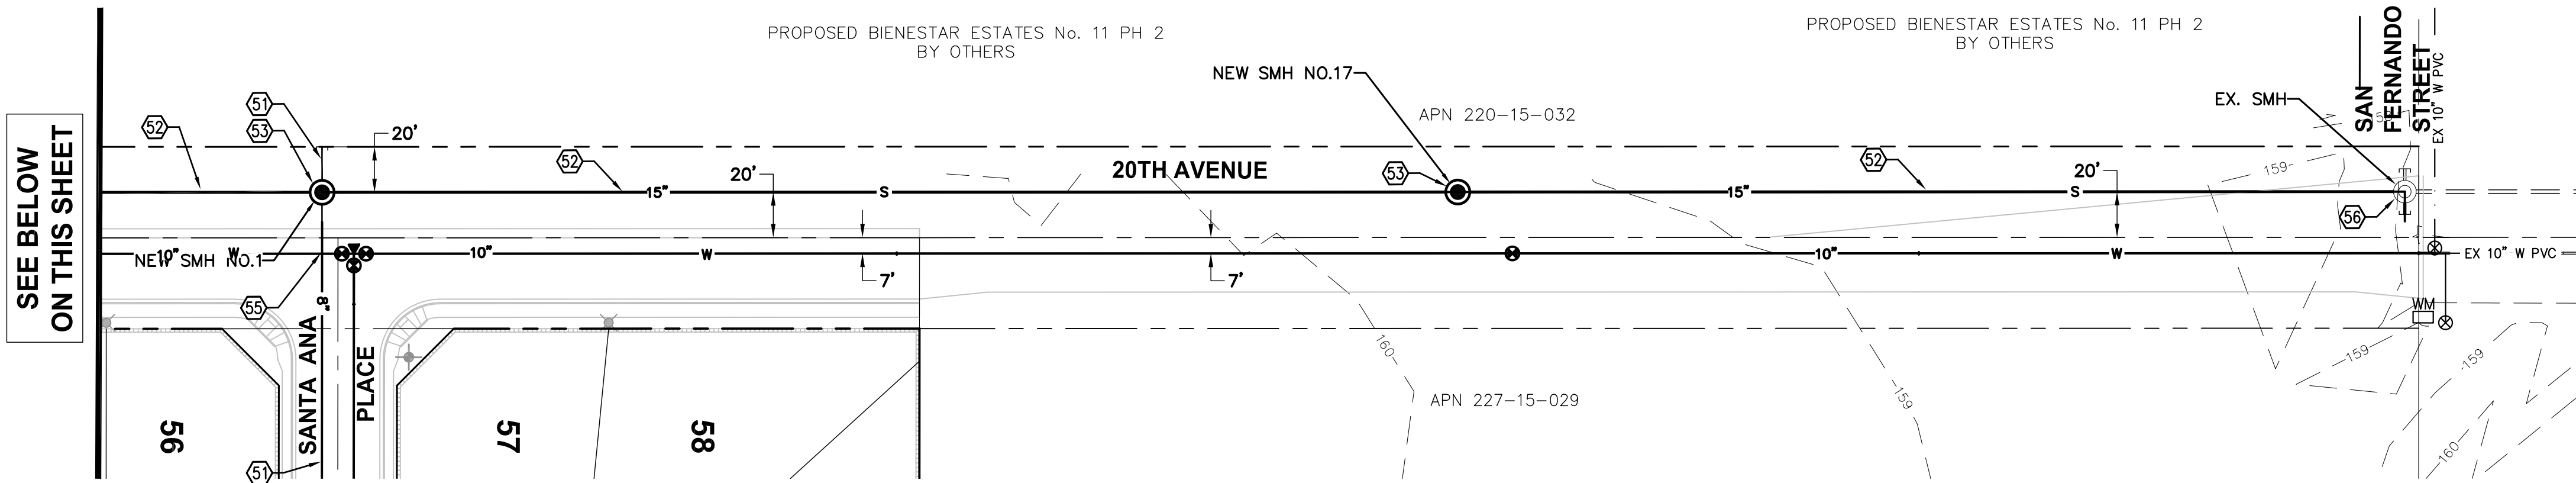 PROPOSED BIENESTAR ESTATES No. 11 PH 2
BY OTHERS
PROPOSED BIENESTAR ESTATES No. 11 PH 2
BY OTHERS
SAN
FERNANDO
STREET
EX 10" W PVC
SEE BELOW
ON THIS SHEET
NEW SMH NO.17
EX. SMH
APN 220-15-032
51
53
52
20'
52
20TH AVENUE
53
52
20'
20'
159
159
15"
S
15"
S
56
10"
W
NEW SMH NO.1
10"
W
7'
7'
10"
W
EX 10" W PVC
55
8"
WM
SANTA ANA
PLACE
160
159
159
159
160
APN 227-15-029
56
57
58
51